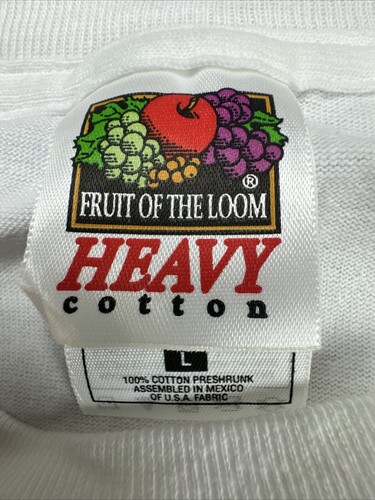 ®
FRUIT OF THE LOOM
HEAVY
cotton
L
100% COTTON PRESHRUNK
ASSEMBLED IN MEXICO
OF U.S.A. FABRIC